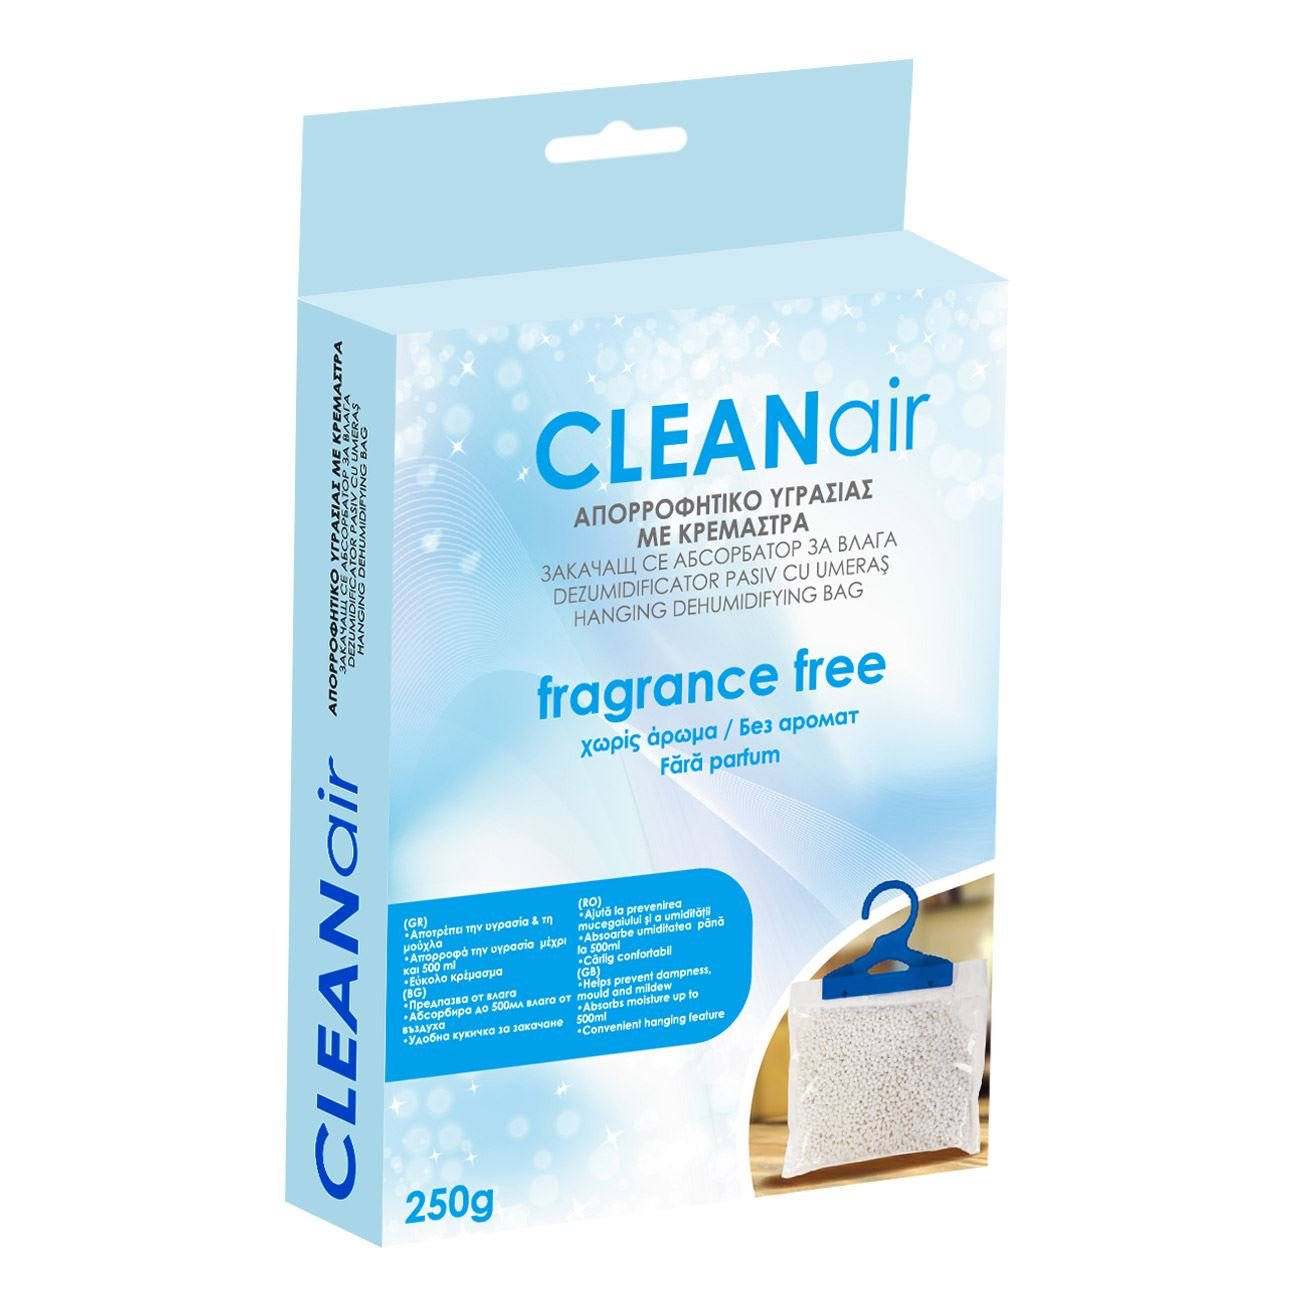 CLEANair
ΑΠΟΡΡΟΦΗΤΙΚΟ ΥΓΡΑΣΙΑΣ
ΜΕ ΚΡΕΜΑΣΤΡΑ
ЗАКАЧАЩ СЕ АБСОРБАТОР ЗА ВЛАГА
DEZUMIDIFICATOR PASIV CU UMERAȘ
HANGING DEHUMIDIFYING BAG
fragrance free
χωρίς άρωμα / Без аромат
Fără parfum
(GR)
•Αποτρέπει την υγρασία & τη
μούχλα
•Απορροφά την υγρασία μέχρι
και 500 ml
•Εύκολο κρέμασμα
(BG)
•Предпазва от влага
•Абсорбира до 500мл влага от
въздуха
•Удобна кукичка за закачане
(RO)
•Ajută la prevenirea
mucegaiului și a umidității
•Absoarbe umiditatea până
la 500ml
•Cârlig confortabil
(GB)
•Helps prevent dampness,
mould and mildew
•Absorbs moisture up to
500ml
•Convenient hanging feature
250g
CLEANair
ΑΠΟΡΡΟΦΗΤΙΚΟ ΥΓΡΑΣΙΑΣ ΜΕ ΚΡΕΜΑΣΤΡΑ
ЗАКАЧАЩ СЕ АБСОРБАТОР ЗА ВЛАГА
DEZUMIDIFICATOR PASIV CU UMERAȘ
HANGING DEHUMIDIFYING BAG